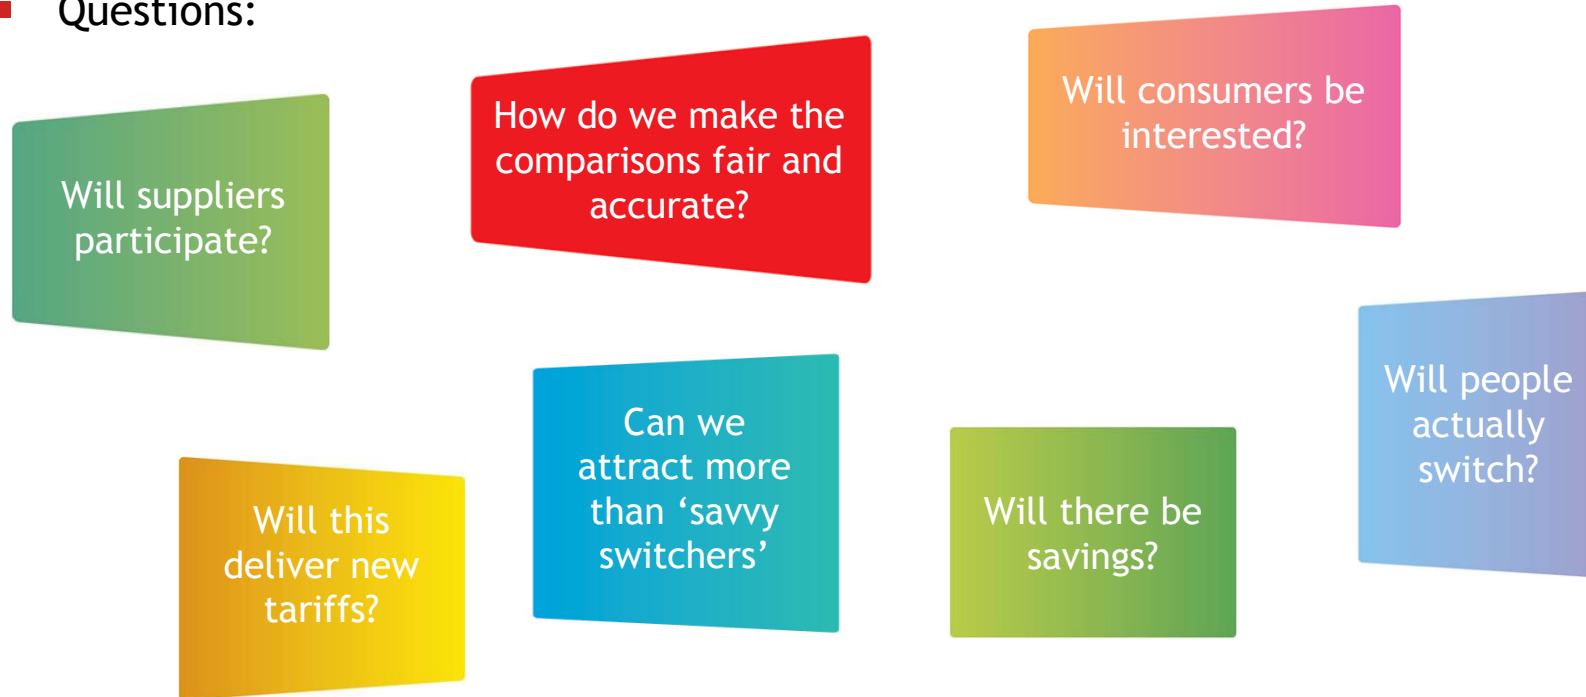 Questions:
Will suppliers
participate?
How do we make the
comparisons fair and
accurate?
Will consumers be
interested?
Will this
deliver new
tariffs?
Can we
attract more
than ‘savvy
switchers’
Will there be
savings?
Will people
actually
switch?